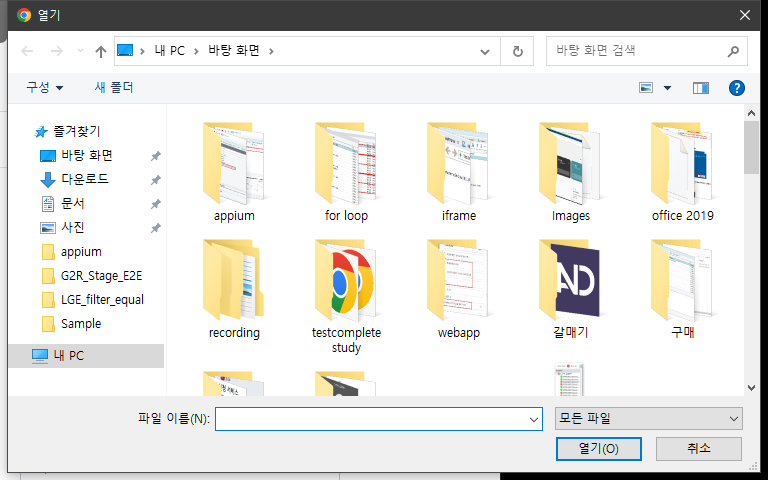 열기
내 PC
바탕 화면
바탕 화면 검색
구성
새 폴더
즐겨찾기
바탕 화면
다운로드
문서
사진
appium
G2R_Stage_E2E
LGE_filter_equal
Sample
내 PC
appium
for loop
iframe
Images
office 2019
recording
testcomplete
study
webapp
갈매기
구매
파일 이름(N):
모든 파일
열기(O)
취소